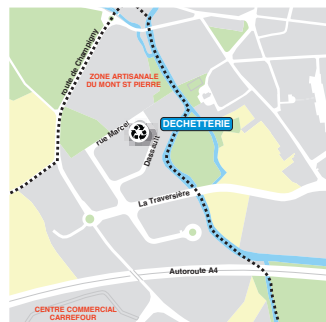 route de Champigny
ZONE ARTISANALE
DU MONT ST PIERRE
rue Marcel
Dassault
DECHETTERIE
La Traversière
Autoroute A4
CENTRE COMMERCIAL
CARREFOUR